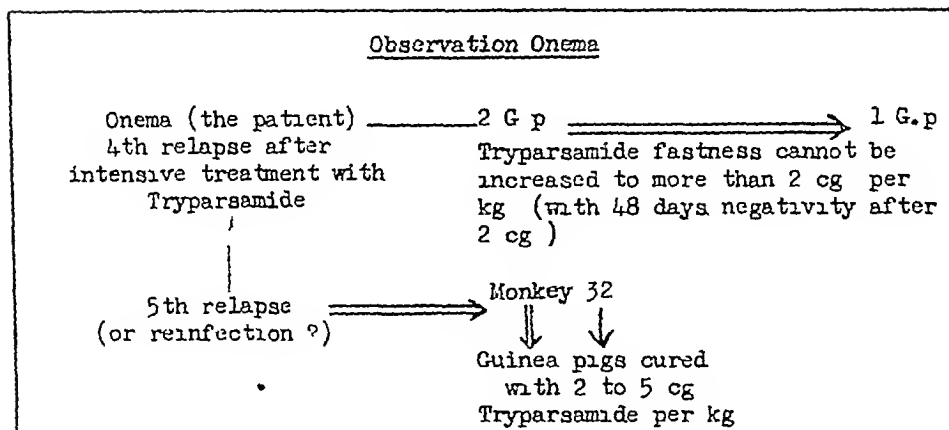 Observation Onema
Onema (the patient) 2 G p 1 G.p
4th relapse after
intensive treatment with
Tryparsamide
Tryparsamide fastness cannot be
increased to more than 2 cg per
kg (with 48 days negativity after
2 cg )
5th relapse
(or reinfection ?)
Monkey 32
Guinea pigs cured
with 2 to 5 cg
Tryparsamide per kg